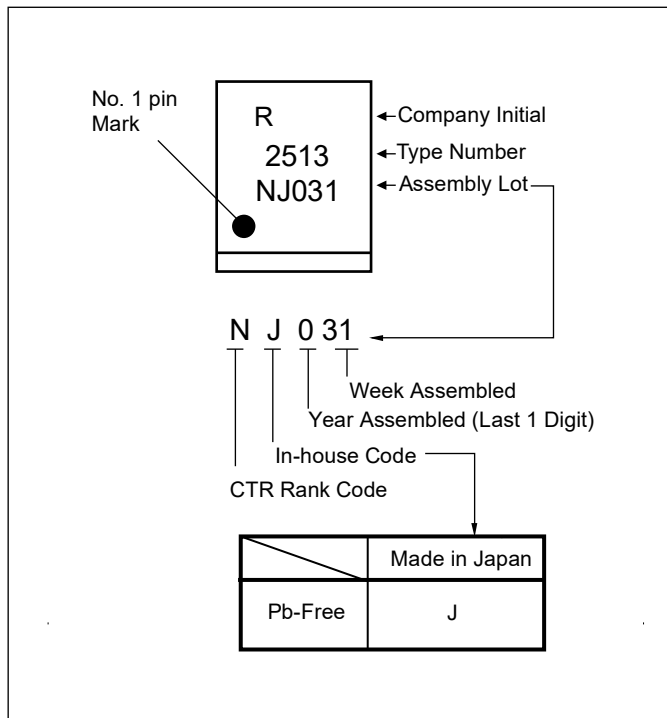 No. 1 pin
Mark
R
2513
NJ031
Company Initial
Type Number
Assembly Lot
N J 0 31
Week Assembled
Year Assembled (Last 1 Digit)
In-house Code
CTR Rank Code
Made in Japan
Pb-Free J